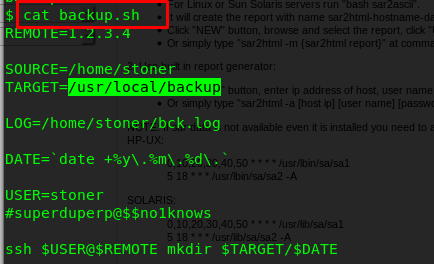 $ cat backup.sh
REMOTE=1.2.3.4
SOURCE=/home/stoner
TARGET=/usr/local/backup
LOG=/home/stoner/bck.log
DATE=`date +%y\.%m\.%d\.`
USER=stoner
#superduperp@$$no1knows
ssh $USER@$REMOTE mkdir $TARGET/$DATE
For Linux or Sun Solaris servers run "bash sar2ascii".
It will create the report with name sar2html-hostname-da
Click "NEW" button, browse and select the report, click "
Or simply type "sar2html -m {sar2html report}" at comma
built in report generator:
" button, enter ip address of host, user name
Or simply type "sar2html -a [host ip] [user name] [passwo
not available even it is installed you need to a
HP-UX:
,40,50 * * * * /usr/lbin/sa/sa1
5 18 * * * /usr/lbin/sa/sa2 -A
SOLARIS:
0,10,20,30,40,50 * * * * /usr/lib/sa/sa1
5 18 * * * /usr/lib/sa/sa2 -A